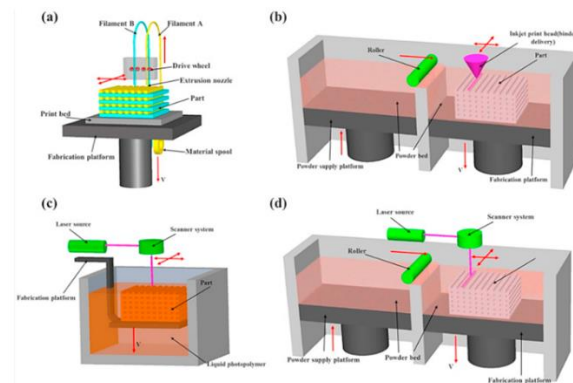 (a)
Filament B
Filament A
Drive wheel
Extrusion nozzle
Part
Print bed
Fabrication platform
Material spool
V
(b)
Roller
Inkjet print head(binder
delivery)
Part
Powder supply platform
Powder bed
V
Fabrication platform
(c)
Laser source
Scanner system
Fabrication platform
Part
V
Liquid photopolymer
(d)
Laser source
Scanner system
Roller
Powder supply platform
Powder bed
V
Fabrication platform